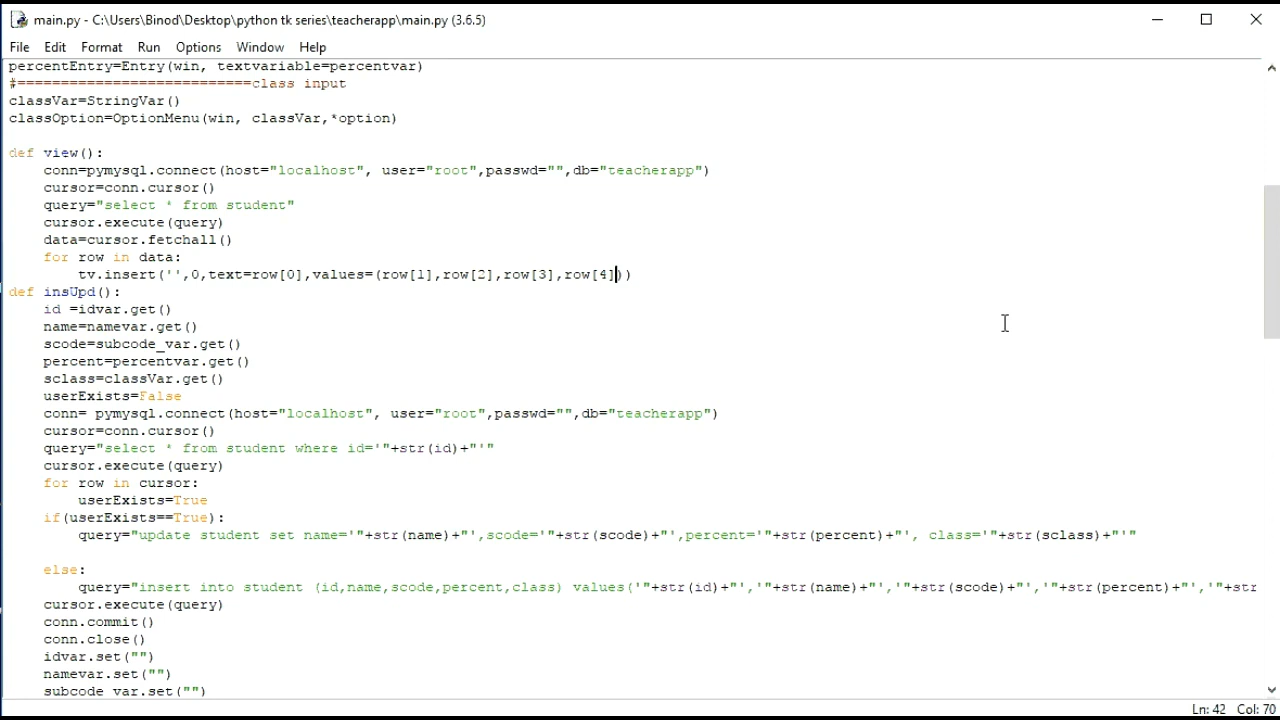 main.py - C:\Users\Binod\Desktop\python tk series\teacherapp\main.py (3.6.5)
File Edit Format Run Options Window Help
percentEntry=Entry(win, textvariable=percentvar)
#===========================class input
classVar=StringVar()
classOption=OptionMenu(win, classVar,*option)
def view():
    conn=pymysql.connect(host="localhost", user="root",passwd="",db="teacherapp")
    cursor=conn.cursor()
    query="select * from student"
    cursor.execute(query)
    data=cursor.fetchall()
    for row in data:
        tv.insert('',0,text=row[0],values=(row[1],row[2],row[3],row[4]))
def insUpd():
    id =idvar.get()
    name=namevar.get()
    scode=subcode_var.get()
    percent=percentvar.get()
    sclass=classVar.get()
    userExists=False
    conn= pymysql.connect(host="localhost", user="root",passwd="",db="teacherapp")
    cursor=conn.cursor()
    query="select * from student where id='"+str(id)+"'"
    cursor.execute(query)
    for row in cursor:
        userExists=True
    if(userExists==True):
        query="update student set name='"+str(name)+"',scode='"+str(scode)+"',percent='"+str(percent)+"', class='"+str(sclass)+"'"
    else:
        query="insert into student (id,name,scode,percent,class) values('"+str(id)+"','"+str(name)+"','"+str(scode)+"','"+str(percent)+"','"+str
    cursor.execute(query)
    conn.commit()
    conn.close()
    idvar.set("")
    namevar.set("")
    subcode_var.set("")
Ln: 42 Col: 70